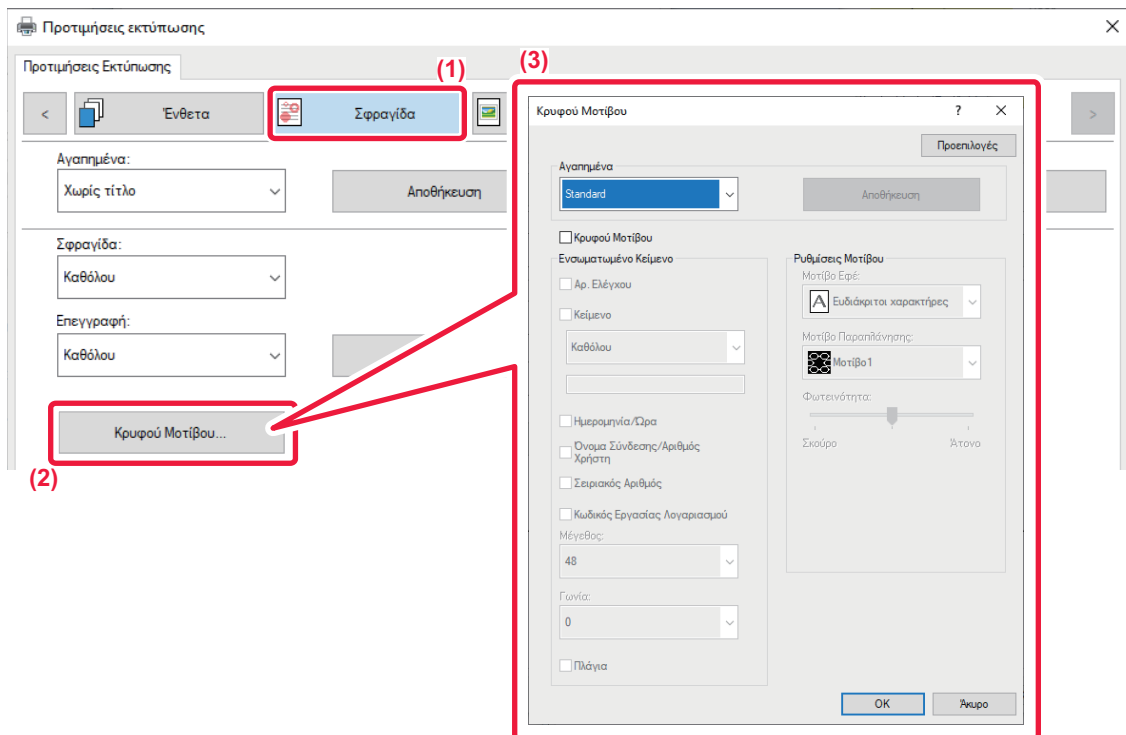 Προτιμήσεις εκτύπωσης
Προτιμήσεις Εκτύπωσης
(1)
(3)
<
Ένθετα
Σφραγίδα
>
Αγαπημένα:
Χωρίς τίτλο
Αποθήκευση
Σφραγίδα:
Καθόλου
Επεγγραφή:
Καθόλου
Κρυφού Μοτίβου...
(2)
Κρυφού Μοτίβου
?
Προεπιλογές
Αγαπημένα
Standard
Αποθήκευση
Κρυφού Μοτίβου
Ενσωματωμένο Κείμενο
Αρ. Ελέγχου
Κείμενο
Καθόλου
Ημερομηνία/Ώρα
Όνομα Σύνδεσης/Αριθμός
Χρήστη
Σειριακός Αριθμός
Κωδικός Εργασίας Λογαριασμού
Μέγεθος:
48
Γωνία:
0
Πλάγια
Ρυθμίσεις Μοτίβου
Μοτίβο Εφέ:
A Ευδιάκριτοι χαρακτήρες
Μοτίβο Παραπλάνησης:
Μοτίβο1
Φωτεινότητα:
Σκούρο Άτονο
OK Άκυρο